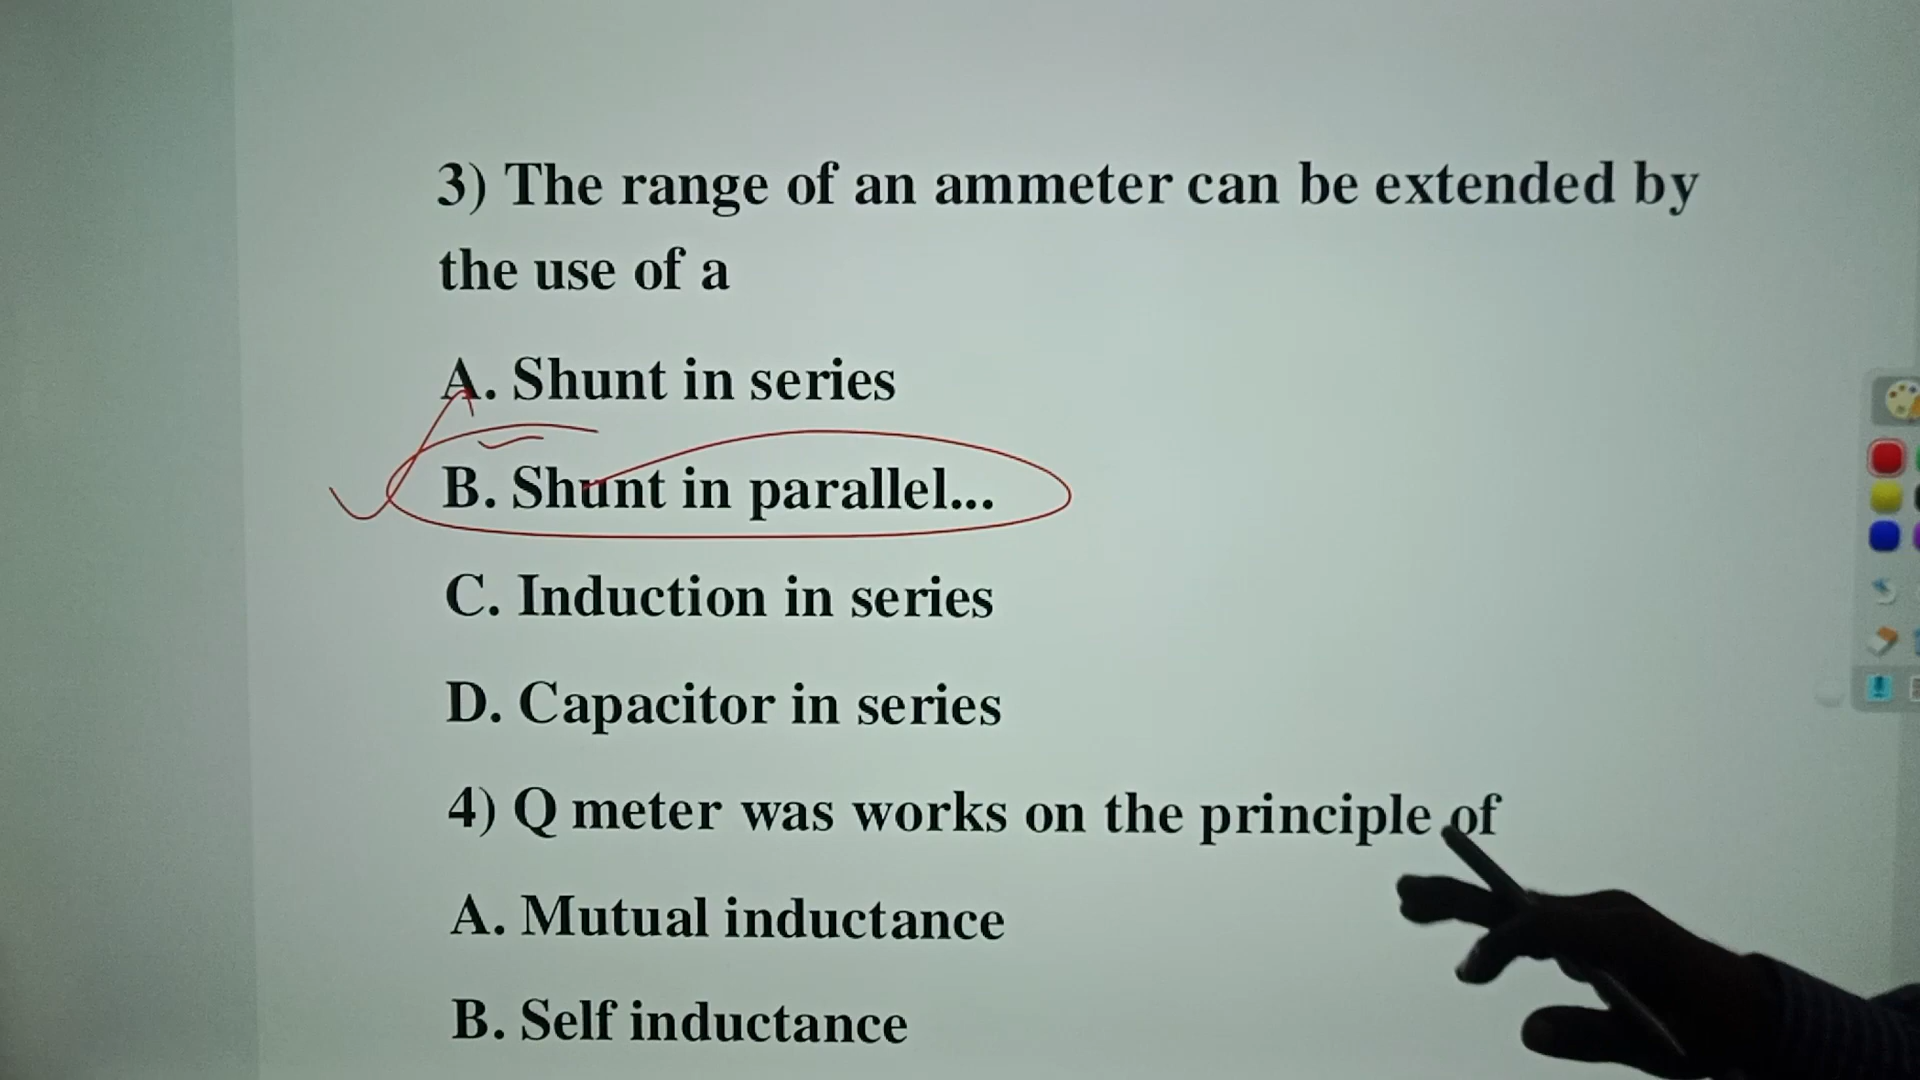 3) The range of an ammeter can be extended by
the use of a
A. Shunt in series
B. Shunt in parallel...
C. Induction in series
D. Capacitor in series
4) Q meter was works on the principle of
A. Mutual inductance
B. Self inductance